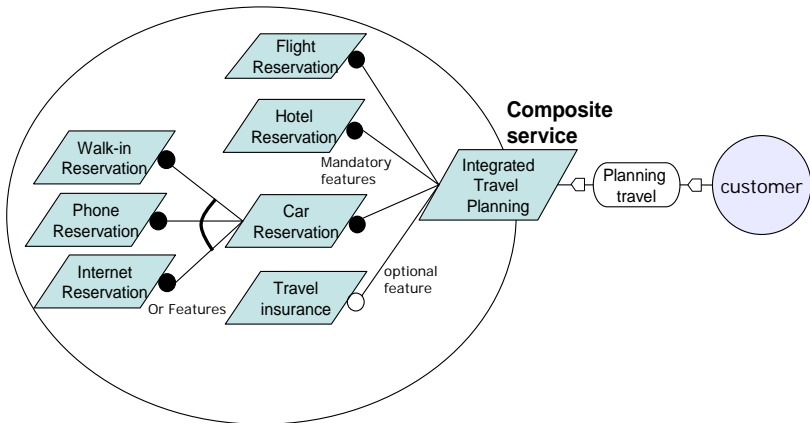 Flight
Reservation
Hotel
Reservation
Mandatory
features
Composite
service
Integrated
Travel
Planning
Planning
travel
customer
Walk-in
Reservation
Phone
Reservation
Internet
Reservation
Or Features
Car
Reservation
Travel
insurance
optional
feature